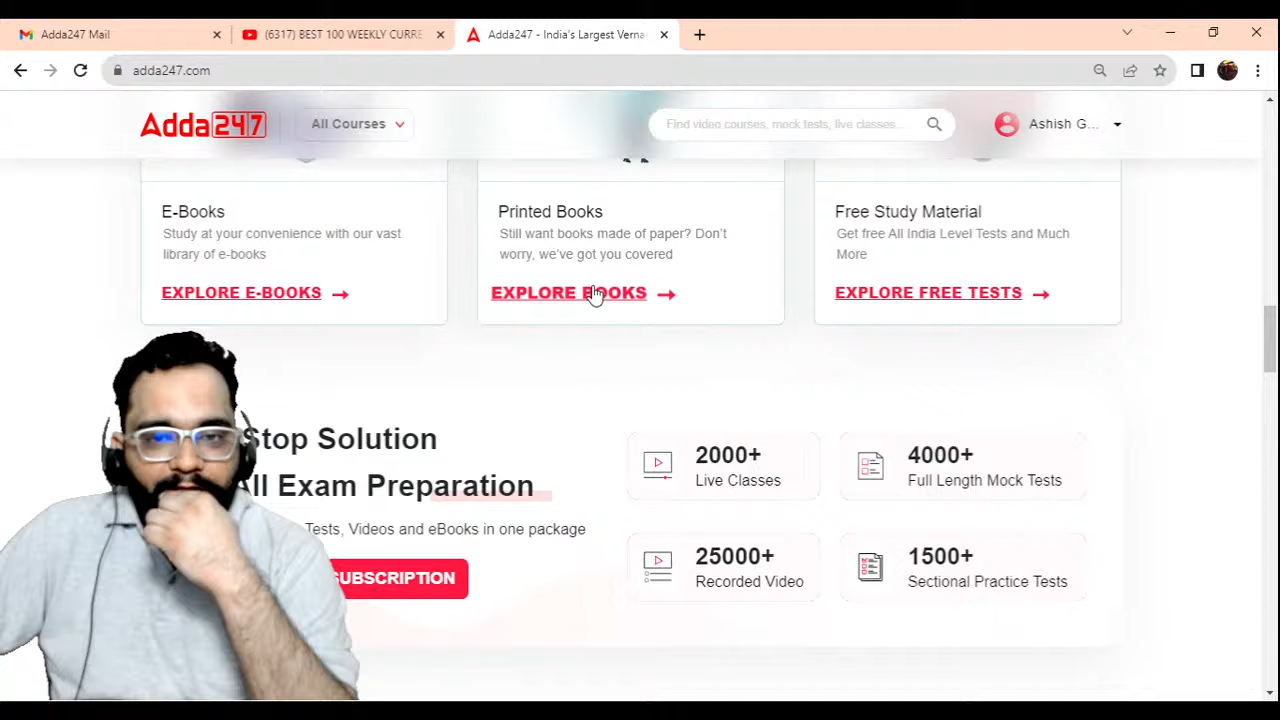 Adda247 Mail
(6317) BEST 100 WEEKLY CURRE
Adda247 - India's Largest Verna
adda247.com
Adda247
All Courses
Find video courses, mock tests, live classes...
Ashish G...
E-Books
Study at your convenience with our vast
library of e-books
EXPLORE E-BOOKS
Printed Books
Still want books made of paper? Don't
worry, we've got you covered
EXPLORE BOOKS
Free Study Material
Get free All India Level Tests and Much
More
EXPLORE FREE TESTS
Stop Solution
All Exam Preparation
Tests, Videos and eBooks in one package
SUBSCRIPTION
2000+
Live Classes
4000+
Full Length Mock Tests
25000+
Recorded Video
1500+
Sectional Practice Tests